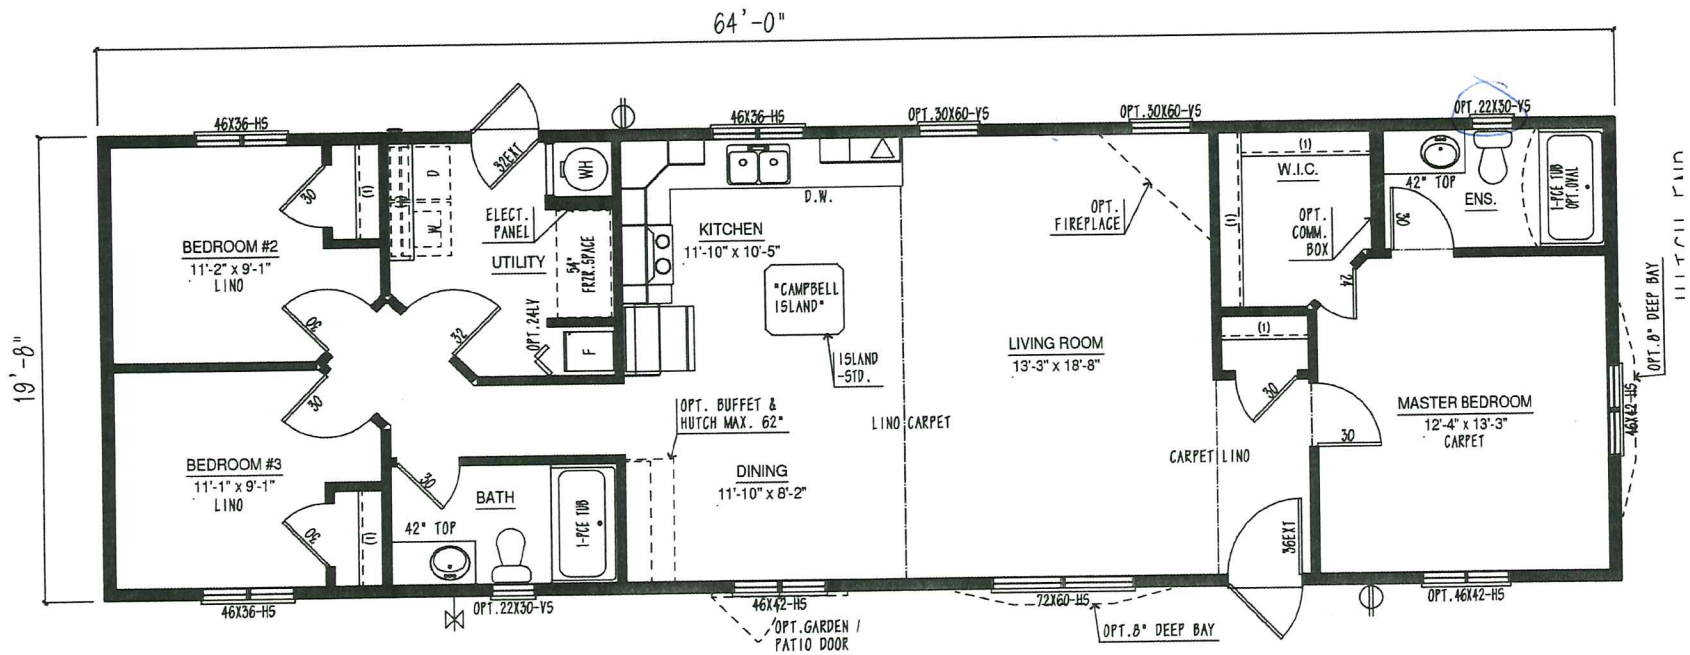 64'-0"
46X36-HS
46X36-HS
OPT.30X60-VS
OPT.30X60-VS
OPT.22X30-VS
19'-8"
30
(1)
BEDROOM #2
11'-2" x 9'-1"
LINO
30
(1)
D
W
32EXT
WH
ELECT.
PANEL
UTILITY
54"
FRZR.SPACE
32
OPT.24LY
F
KITCHEN
11'-10" x 10'-5"
D.W.
"CAMPBELL
ISLAND"
ISLAND
-STD.
OPT.
FIREPLACE
LIVING ROOM
13'-3" x 18'-8"
(1)
W.I.C.
(1)
OPT.
COMM.
BOX
42" TOP
ENS.
30
1-PCE TUB
OPT.OVAL
24
(1)
30
OPT.8" DEEP BAY
46X42-HS
MASTER BEDROOM
12'-4" x 13'-3"
CARPET
30
30
BEDROOM #3
11'-1" x 9'-1"
LINO
30
(1)
30
BATH
42" TOP
1-PCE TUB
OPT. BUFFET &
HUTCH MAX. 62"
DINING
11'-10" x 8'-2"
LINO CARPET
CARPET LINO
36EXT
46X36-HS
OPT.22X30-VS
46X42-HS
OPT.GARDEN /
PATIO DOOR
72X60-HS
OPT.8" DEEP BAY
OPT.46X42-HS